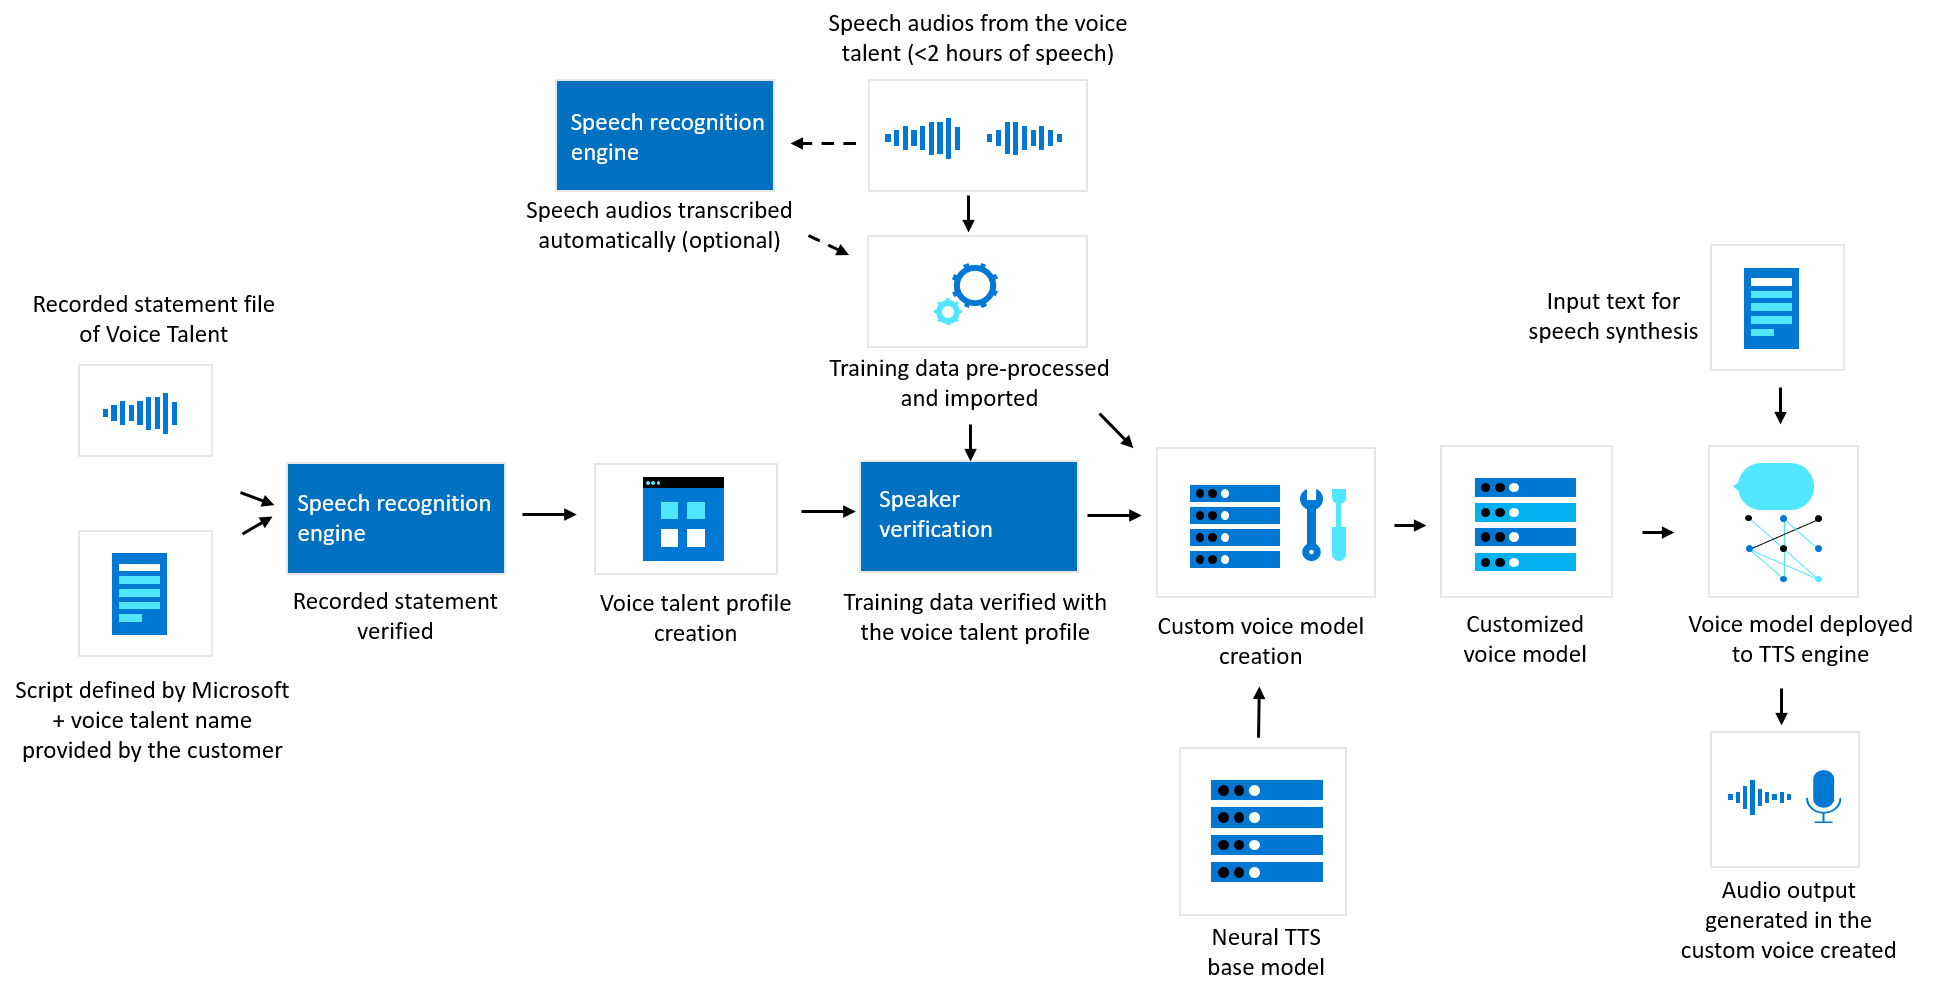 Speech audios from the voice
talent (<2 hours of speech)
Speech recognition
engine
Speech audios transcribed
automatically (optional)
Training data pre-processed
and imported
Recorded statement file
of Voice Talent
Script defined by Microsoft
+ voice talent name
provided by the customer
Speech recognition
engine
Recorded statement
verified
Voice talent profile
creation
Speaker
verification
Training data verified with
the voice talent profile
Custom voice model
creation
Neural TTS
base model
Customized
voice model
Input text for
speech synthesis
Voice model deployed
to TTS engine
Audio output
generated in the
custom voice created